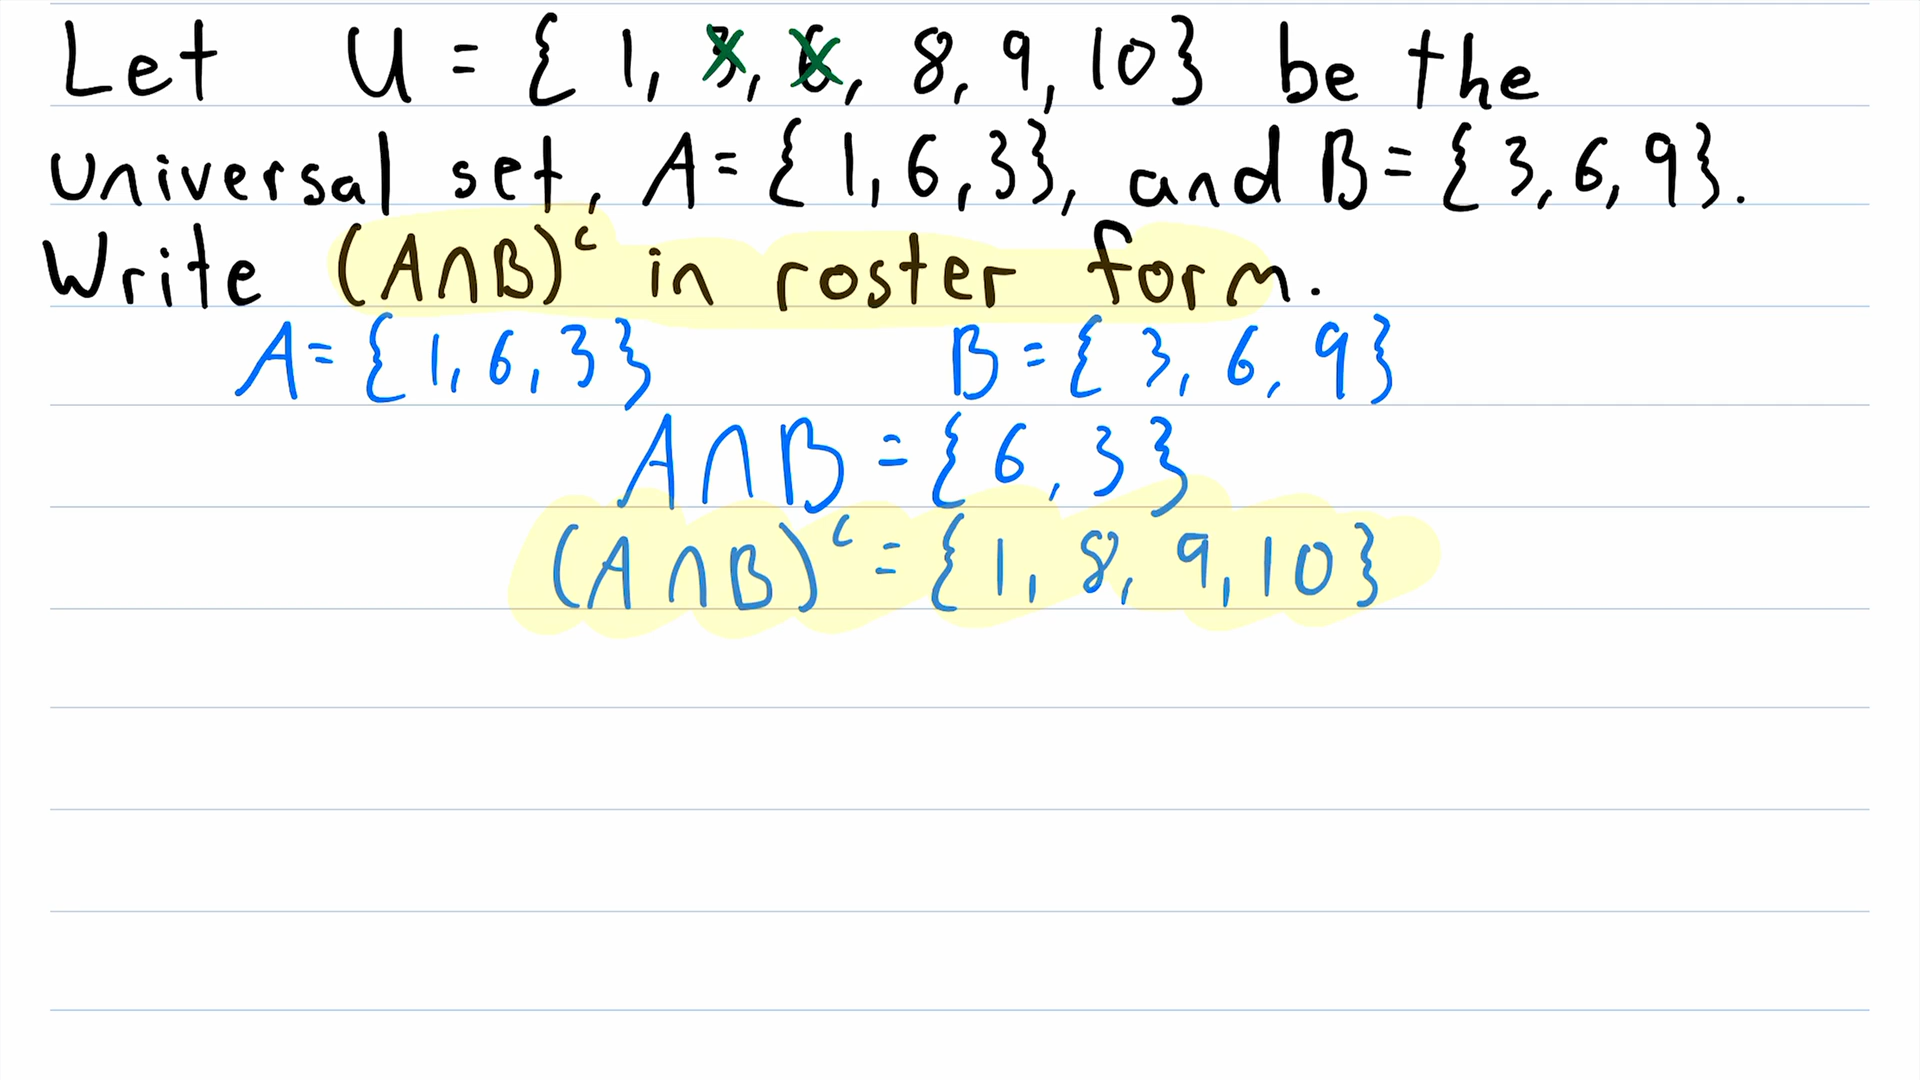 Let U = { 1, 3, 6, 8, 9, 10} be the
universal set, A = { 1, 6, 3}, and B = { 3, 6, 9}.
Write (A∩B)ᶜ in roster form.
A = { 1, 6, 3} B = { 3, 6, 9}
A∩B = { 6, 3 }
(A∩B)ᶜ = { 1, 8, 9, 10}